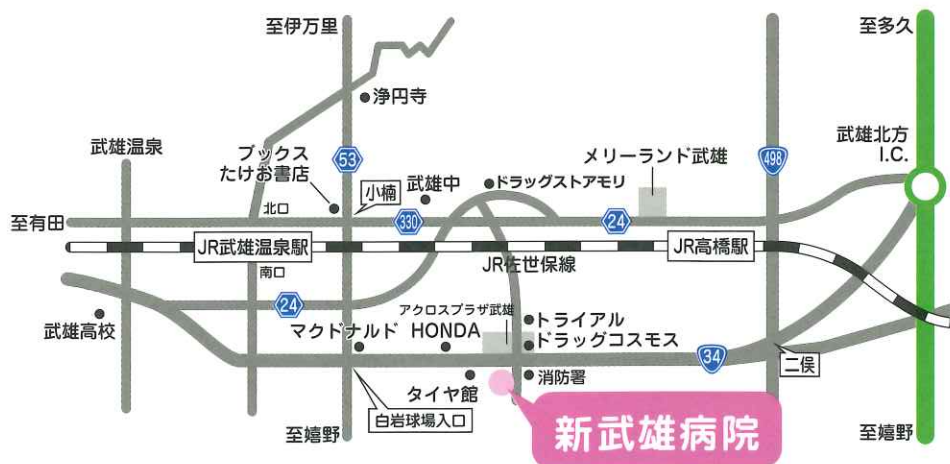 至伊万里
至多久
浄円寺
武雄温泉
ブックス
たけお書店
53
498
武雄北方
I.C.
メリーランド武雄
小楠
武雄中
ドラッグストアモリ
北口
至有田
330
24
JR武雄温泉駅
JR高橋駅
JR佐世保線
南口
24
アクロスプラザ武雄
武雄高校
マクドナルド
HONDA
トライアル
ドラッグコスモス
34
二俣
タイヤ館
消防署
白岩球場入口
新武雄病院
至嬉野
至嬉野